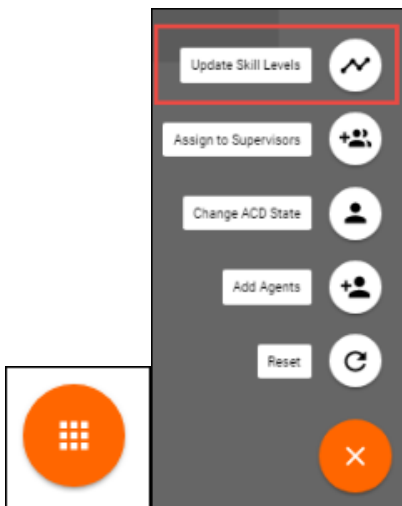 Update Skill Levels
Assign to Supervisors
Change ACD State
Add Agents
Reset